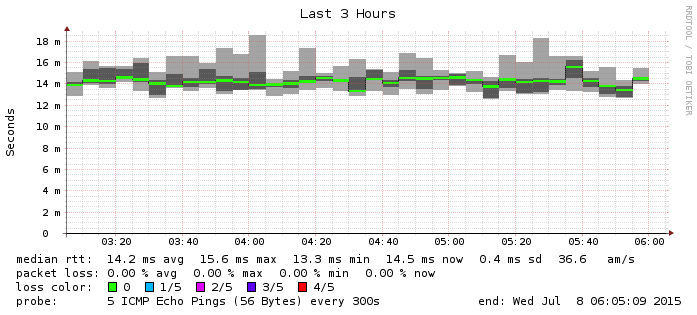 Last 3 Hours
RRDTOOL / TOBI OETIKER
Seconds
18 m
16 m
14 m
12 m
10 m
8 m
6 m
4 m
2 m
0
03:20 03:40 04:00 04:20 04:40 05:00 05:20 05:40 06:00
median rtt: 14.2 ms avg 15.6 ms max 13.3 ms min 14.5 ms now 0.4 ms sd 36.6 am/s
packet loss: 0.00 % avg 0.00 % max 0.00 % min 0.00 % now
loss color: 0 1/5 2/5 3/5 4/5
probe: 5 ICMP Echo Pings (56 Bytes) every 300s end: Wed Jul 8 06:05:09 2015